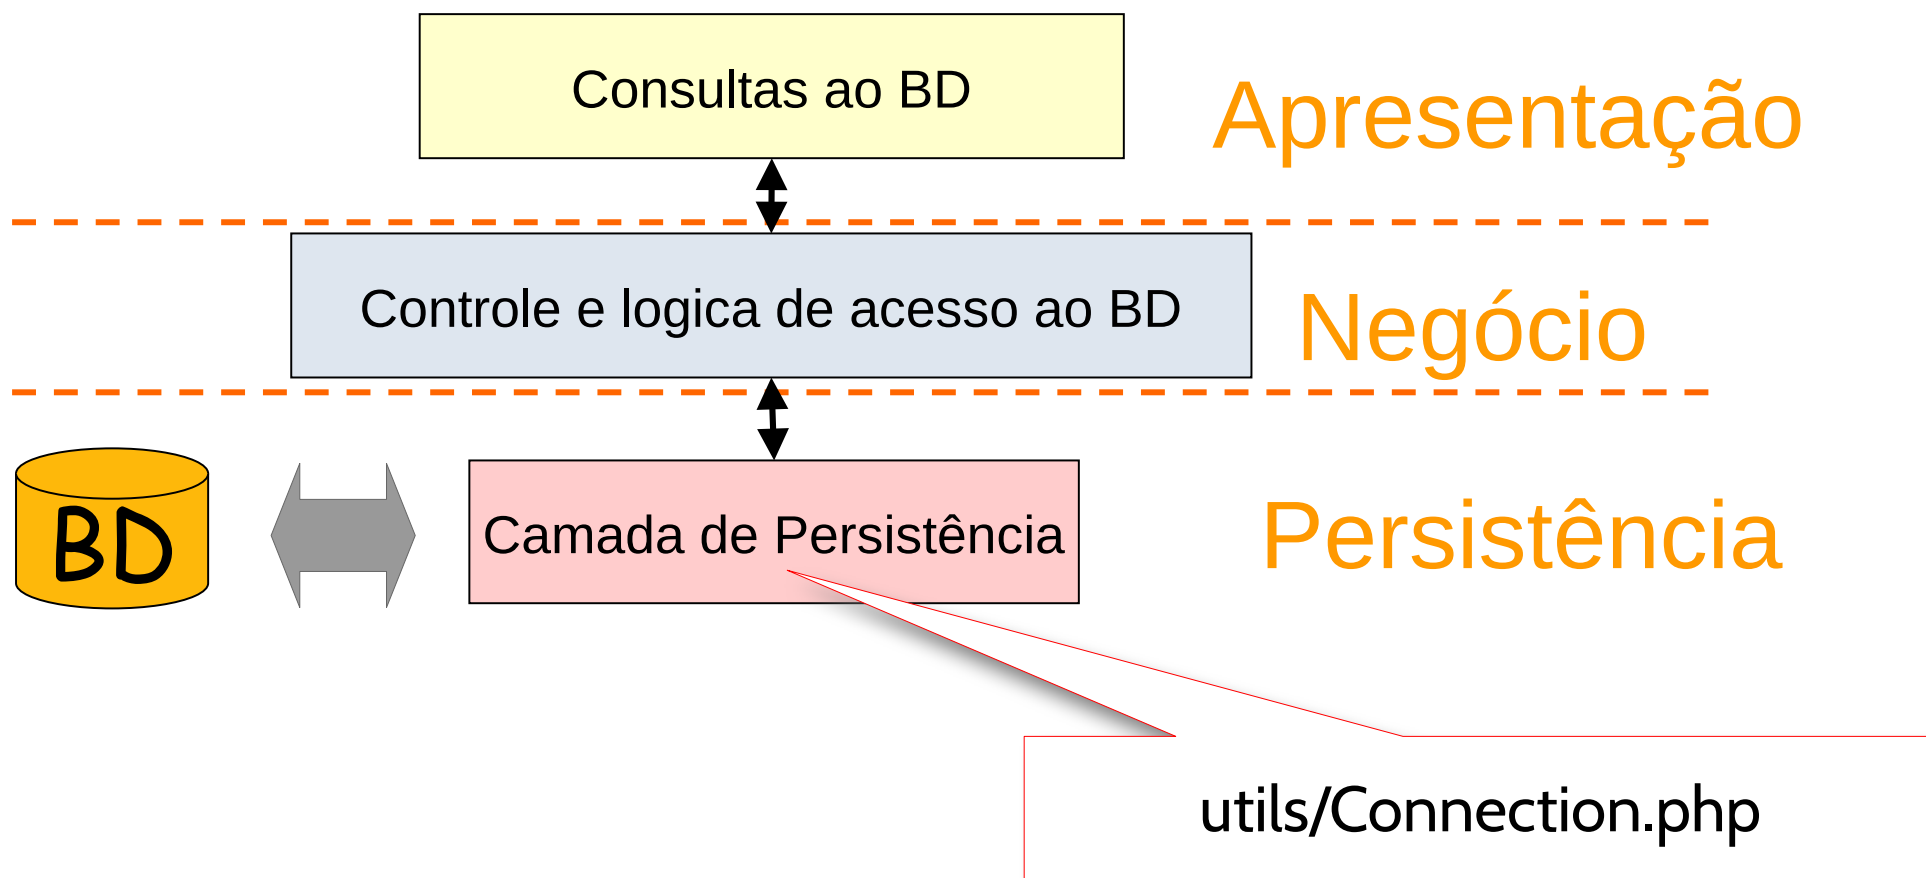 Consultas ao BD
Apresentação
Controle e logica de acesso ao BD
Negócio
BD
Camada de Persistência
Persistência
utils/Connection.php